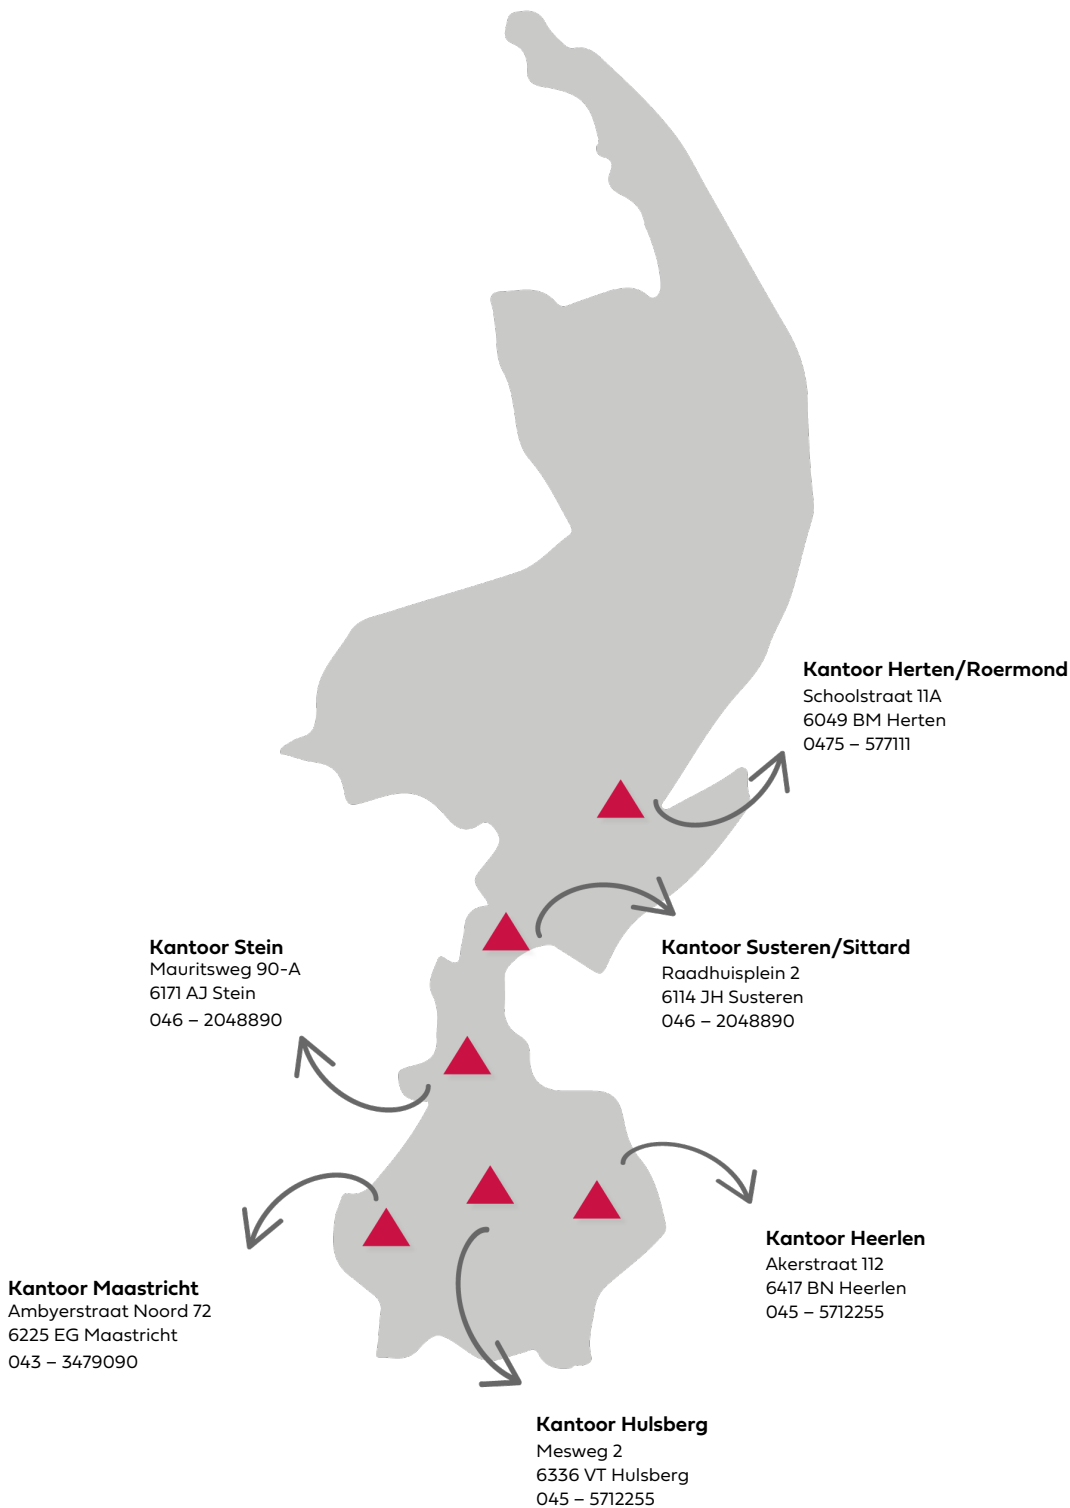 Kantoor Herten/Roermond
Schoolstraat 11A
6049 BM Herten
0475 – 577111
Kantoor Stein
Mauritsweg 90-A
6171 AJ Stein
046 – 2048890
Kantoor Susteren/Sittard
Raadhuisplein 2
6114 JH Susteren
046 – 2048890
Kantoor Heerlen
Akerstraat 112
6417 BN Heerlen
045 – 5712255
Kantoor Maastricht
Ambyerstraat Noord 72
6225 EG Maastricht
043 – 3479090
Kantoor Hulsberg
Mesweg 2
6336 VT Hulsberg
045 – 5712255